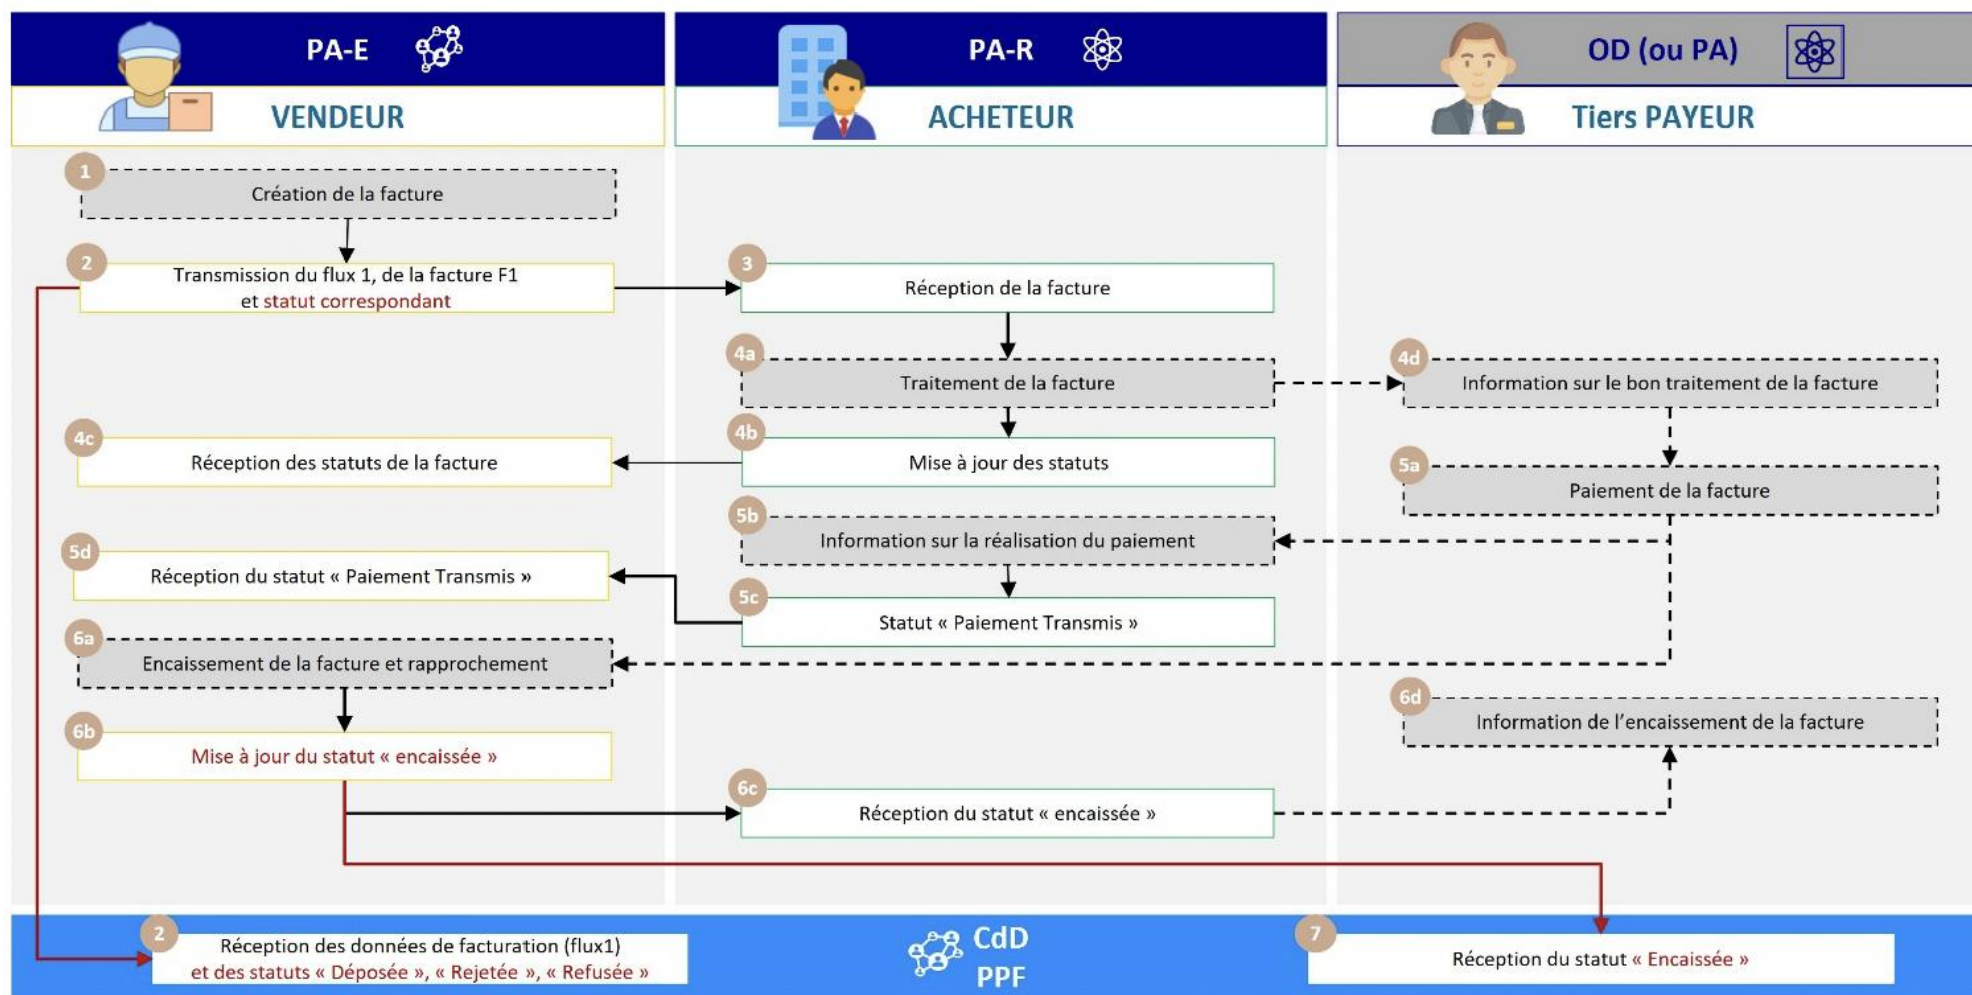 PA-E
PA-R
OD (ou PA)
VENDEUR
ACHETEUR
Tiers PAYEUR
1
Création de la facture
2
Transmission du flux 1, de la facture F1
et statut correspondant
3
Réception de la facture
4a
Traitement de la facture
4d
Information sur le bon traitement de la facture
4c
Réception des statuts de la facture
4b
Mise à jour des statuts
5a
Paiement de la facture
5b
Information sur la réalisation du paiement
5d
Réception du statut « Paiement Transmis »
5c
Statut « Paiement Transmis »
6a
Encaissement de la facture et rapprochement
6d
Information de l’encaissement de la facture
6b
Mise à jour du statut « encaissée »
6c
Réception du statut « encaissée »
2
Réception des données de facturation (flux1)
et des statuts « Déposée », « Rejetée », « Refusée »
CdD
PPF
7
Réception du statut « Encaissée »